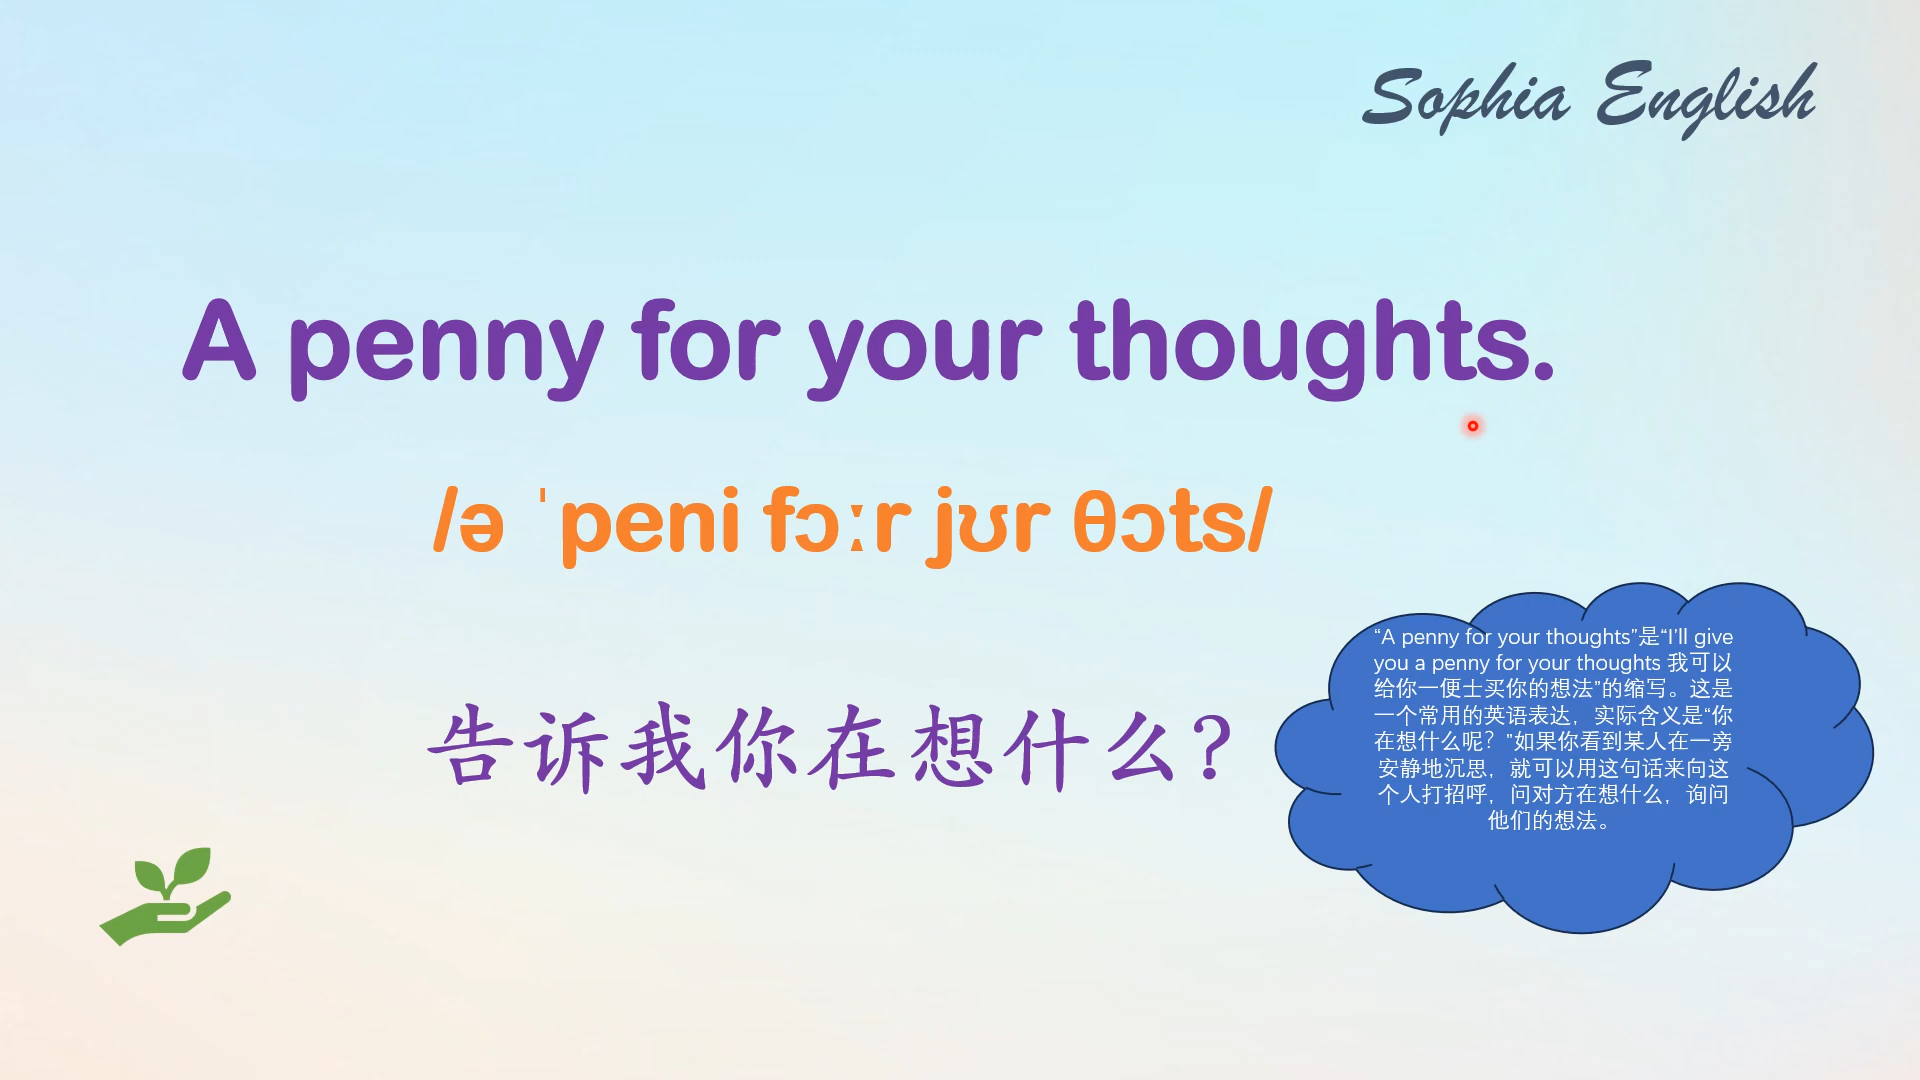 Sophia English
A penny for your thoughts.
/ə ˈpeni fɔːr jʊr θɔts/
告诉我你在想什么?
“A penny for your thoughts”是“I’ll give
you a penny for your thoughts 我可以
给你一便士买你的想法”的缩写。这是
一个常用的英语表达，实际含义是“你
在想什么呢？”如果你看到某人在一旁
安静地沉思，就可以用这句话来向这
个人打招呼，问对方在想什么，询问
他们的想法。